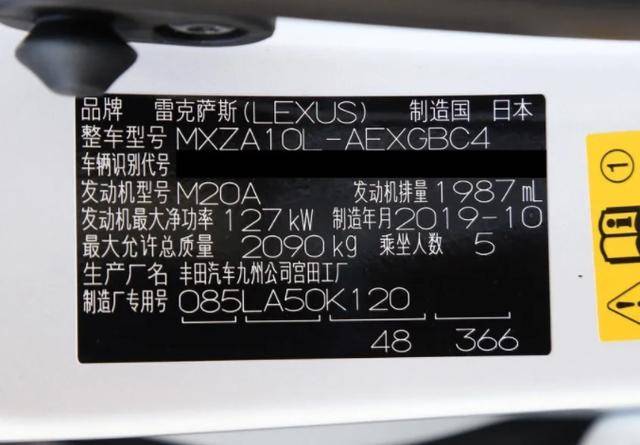 品牌 雷克萨斯(LEXUS) 制造国 日本
整车型号 MXZA10L-AEXGBC4
车辆识别代号
发动机型号 M20A 发动机排量 1987 mL
发动机最大净功率 127 kW 制造年月 2019-10
最大允许总质量 2090 kg 乘坐人数 5
生产厂名 丰田汽车九州公司宫田工厂
制造厂专用号 085LA50K120
48 366
1